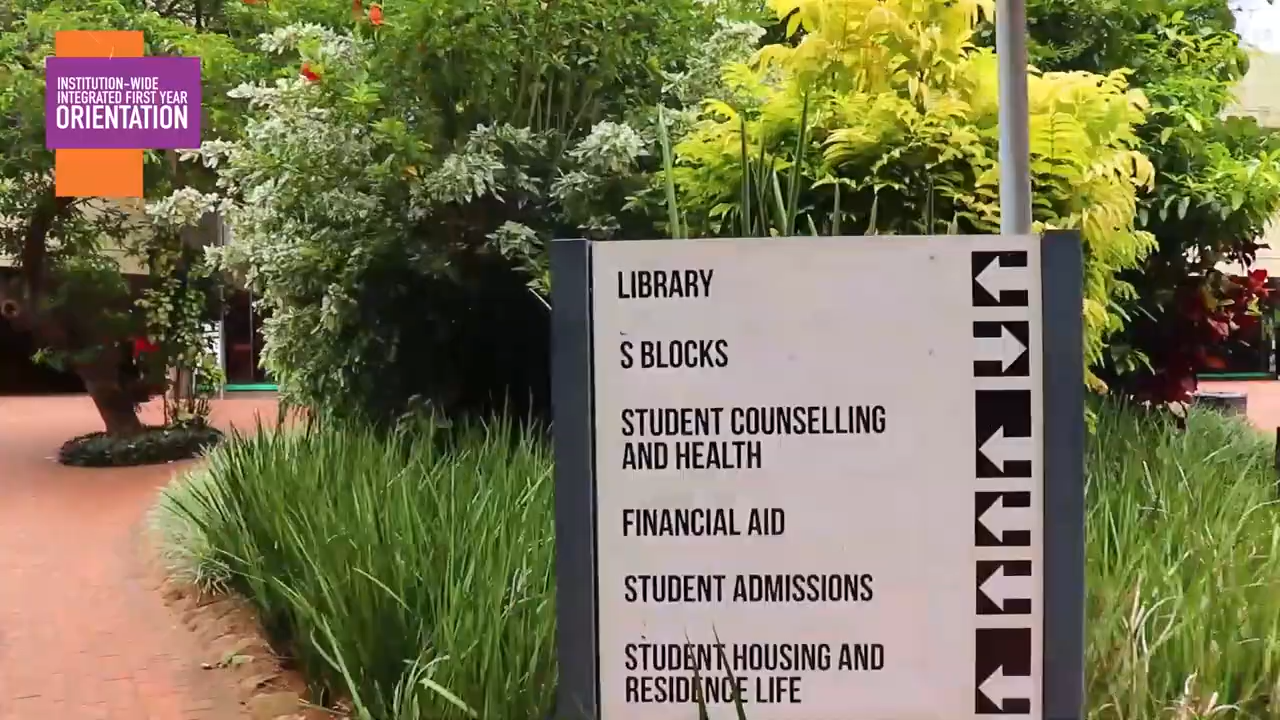 INSTITUTION-WIDE
INTEGRATED FIRST YEAR
ORIENTATION
LIBRARY
S BLOCKS
STUDENT COUNSELLING
AND HEALTH
FINANCIAL AID
STUDENT ADMISSIONS
STUDENT HOUSING AND
RESIDENCE LIFE